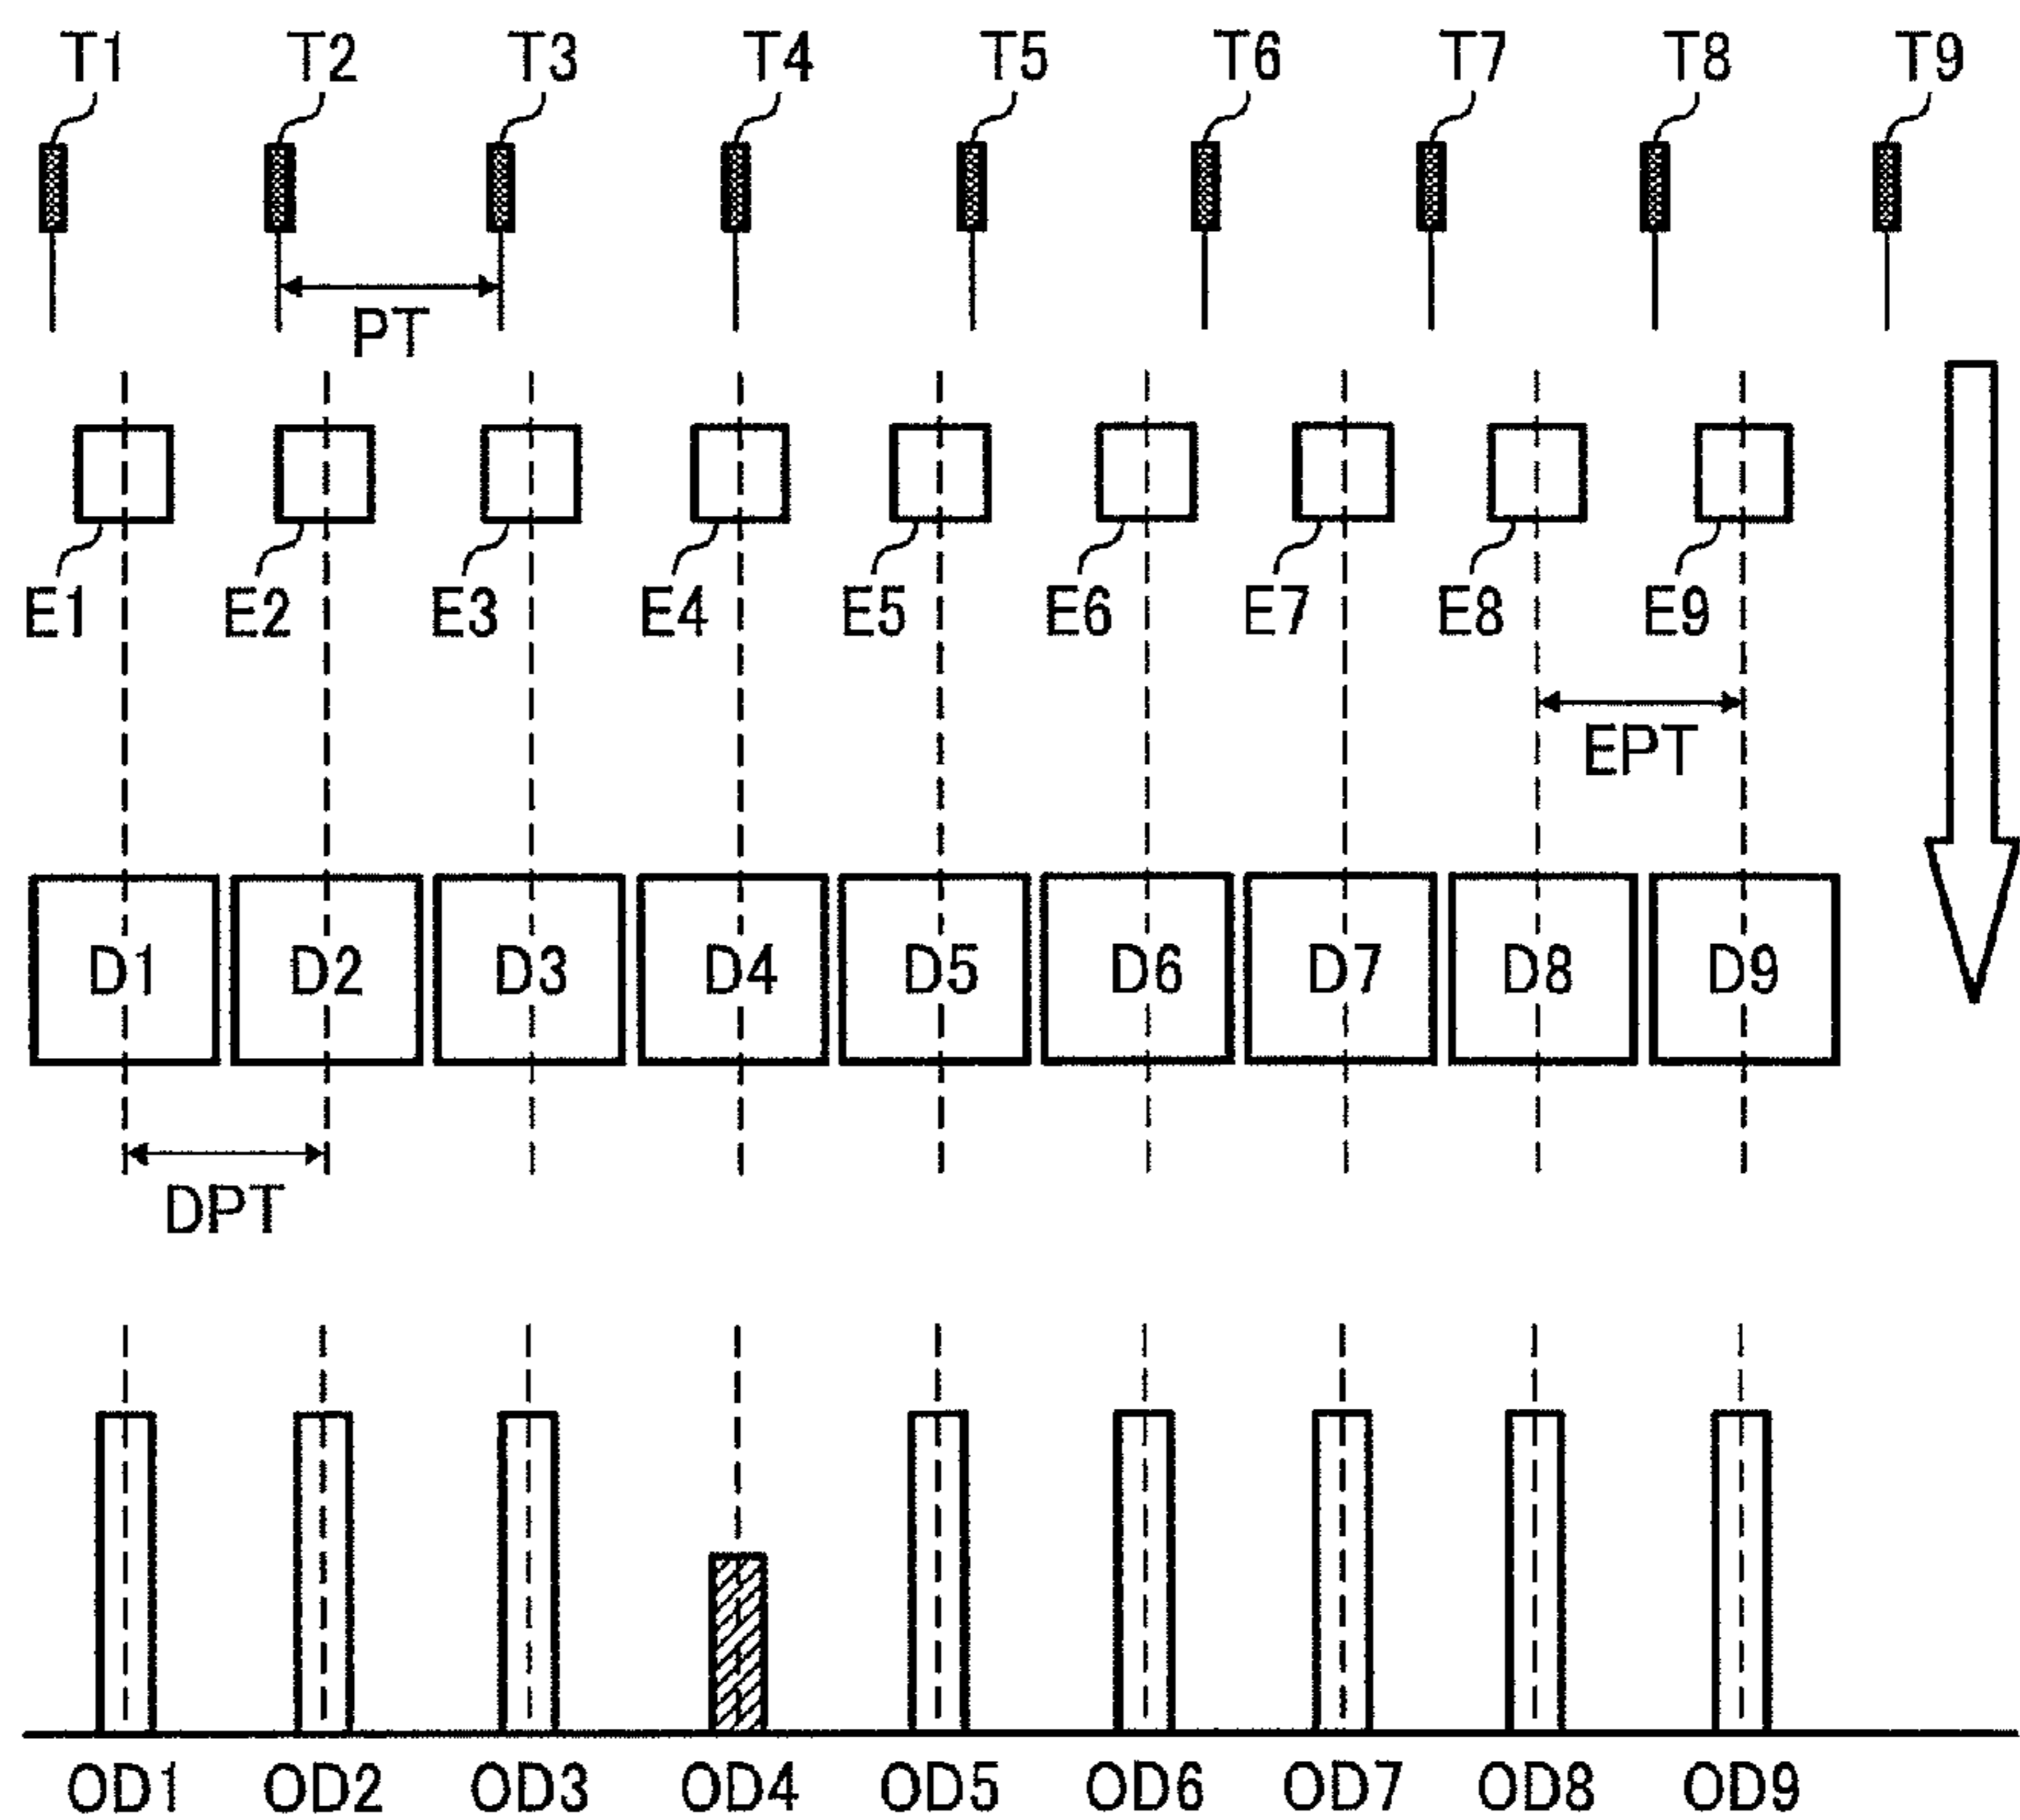 T1 T2 T3 T4 T5 T6 T7 T8 T9
PT
E1 E2 E3 E4 E5 E6 E7 E8 E9
EPT
D1 D2 D3 D4 D5 D6 D7 D8 D9
DPT
OD1 OD2 OD3 OD4 OD5 OD6 OD7 OD8 OD9